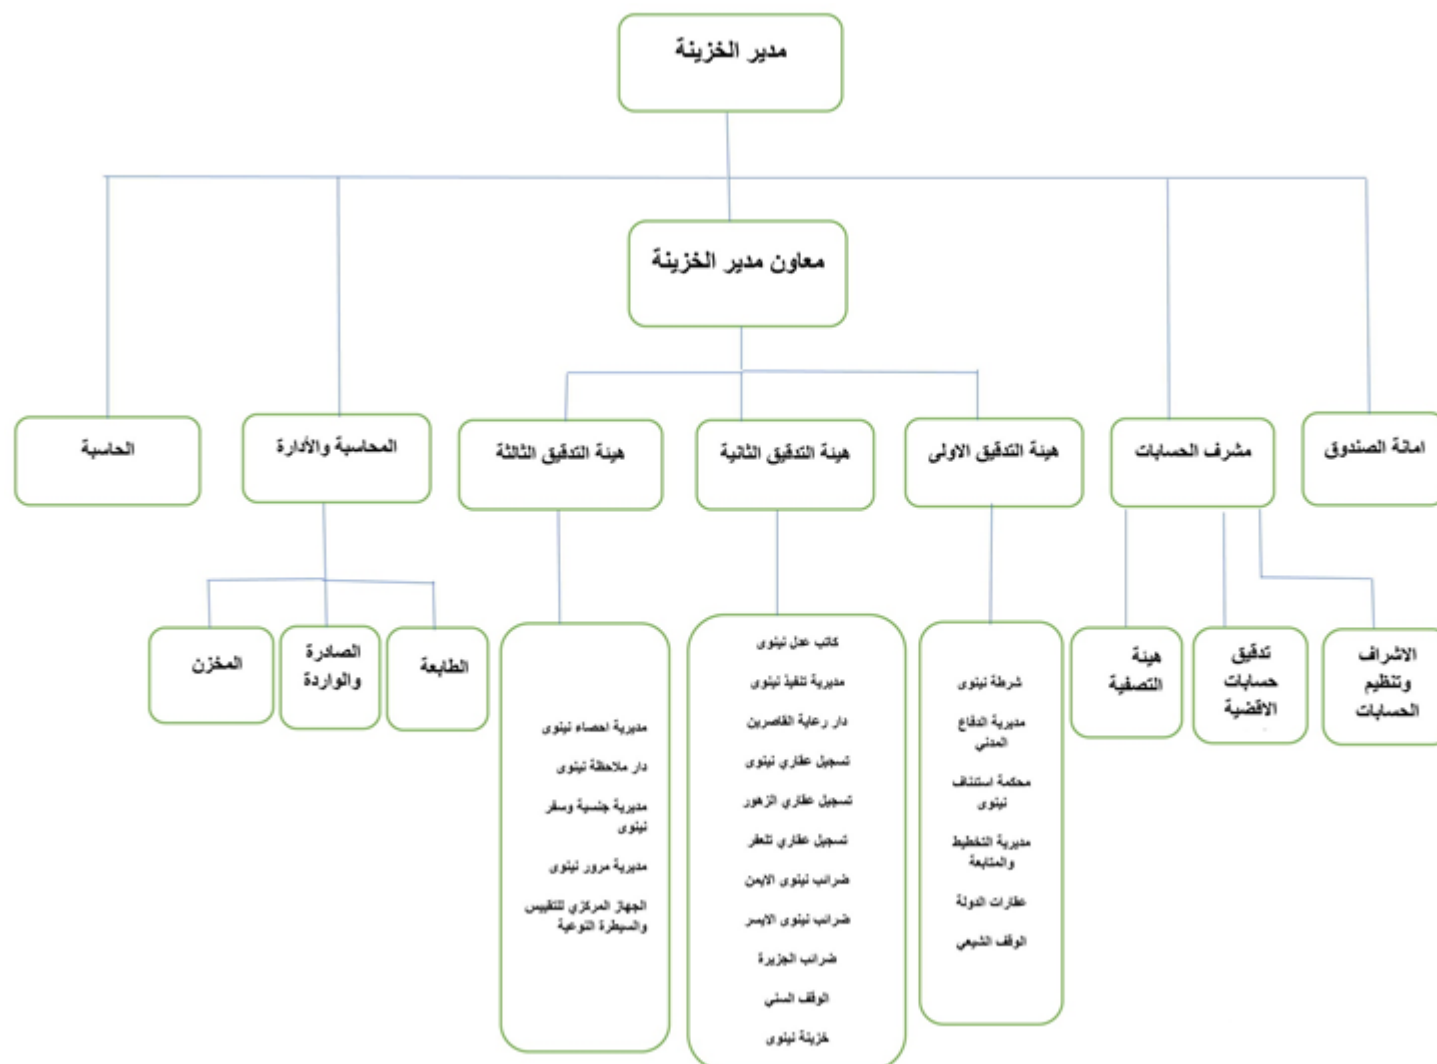 مدير الخزينة
معاون مدير الخزينة
امانة الصندوق
مشرف الحسابات
هيئة التدقيق الاولى
هيئة التدقيق الثانية
هيئة التدقيق الثالثة
المحاسبة والأدارة
الحاسبة
الاشراف
وتنظيم
الحسابات
تدقيق
حسابات
الاقضية
هيئة
التصفية
شرطة نينوى
مديرية الدفاع
المدني
محكمة استئناف
نينوى
مديرية التخطيط
والمتابعة
عقارات الدولة
الوقف الشيعي
كاتب عدل نينوى
مديرية تنفيذ نينوى
دار رعاية القاصرين
تسجيل عقاري نينوى
تسجيل عقاري الزهور
تسجيل عقاري تلعفر
ضرائب نينوى الايمن
ضرائب نينوى الايسر
ضرائب الجزيرة
الوقف السني
خزينة نينوى
مديرية احصاء نينوى
دار ملاحظة نينوى
مديرية جنسية وسفر
نينوى
مديرية مرور نينوى
الجهاز المركزي للتقييس
والسيطرة النوعية
الطابعة
الصادرة
والواردة
المخزن